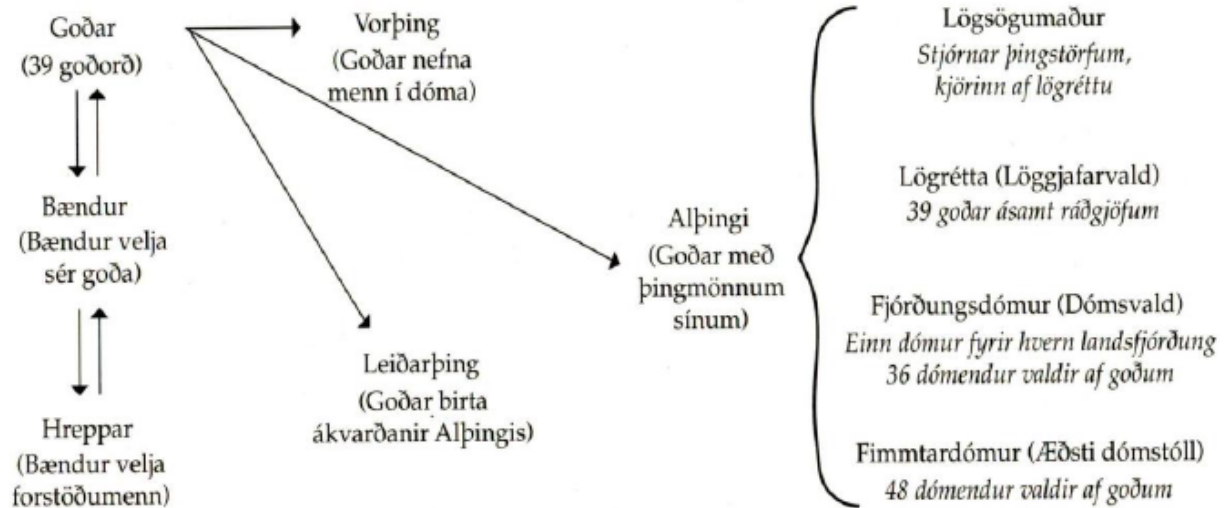 Goðar
(39 goðorð)
Bændur
(Bændur velja
sér goða)
Hreppar
(Bændur velja
forstöðumenn)
Vorþing
(Goðar nefna
menn í dóma)
Leiðarþing
(Goðar birta
ákvarðanir Alþingis)
Alþingi
(Goðar með
þingmönnum
sínum)
Lögsögumaður
Stjórnar þingstörfum,
kjörinn af lögréttu
Lögrétta (Löggjafarvald)
39 goðar ásamt ráðgjöfum
Fjórðungsdómur (Dómsvald)
Einn dómur fyrir hvern landsfjórðung
36 dómendur valdir af goðum
Fimmtardómur (Æðsti dómstóll)
48 dómendur valdir af goðum